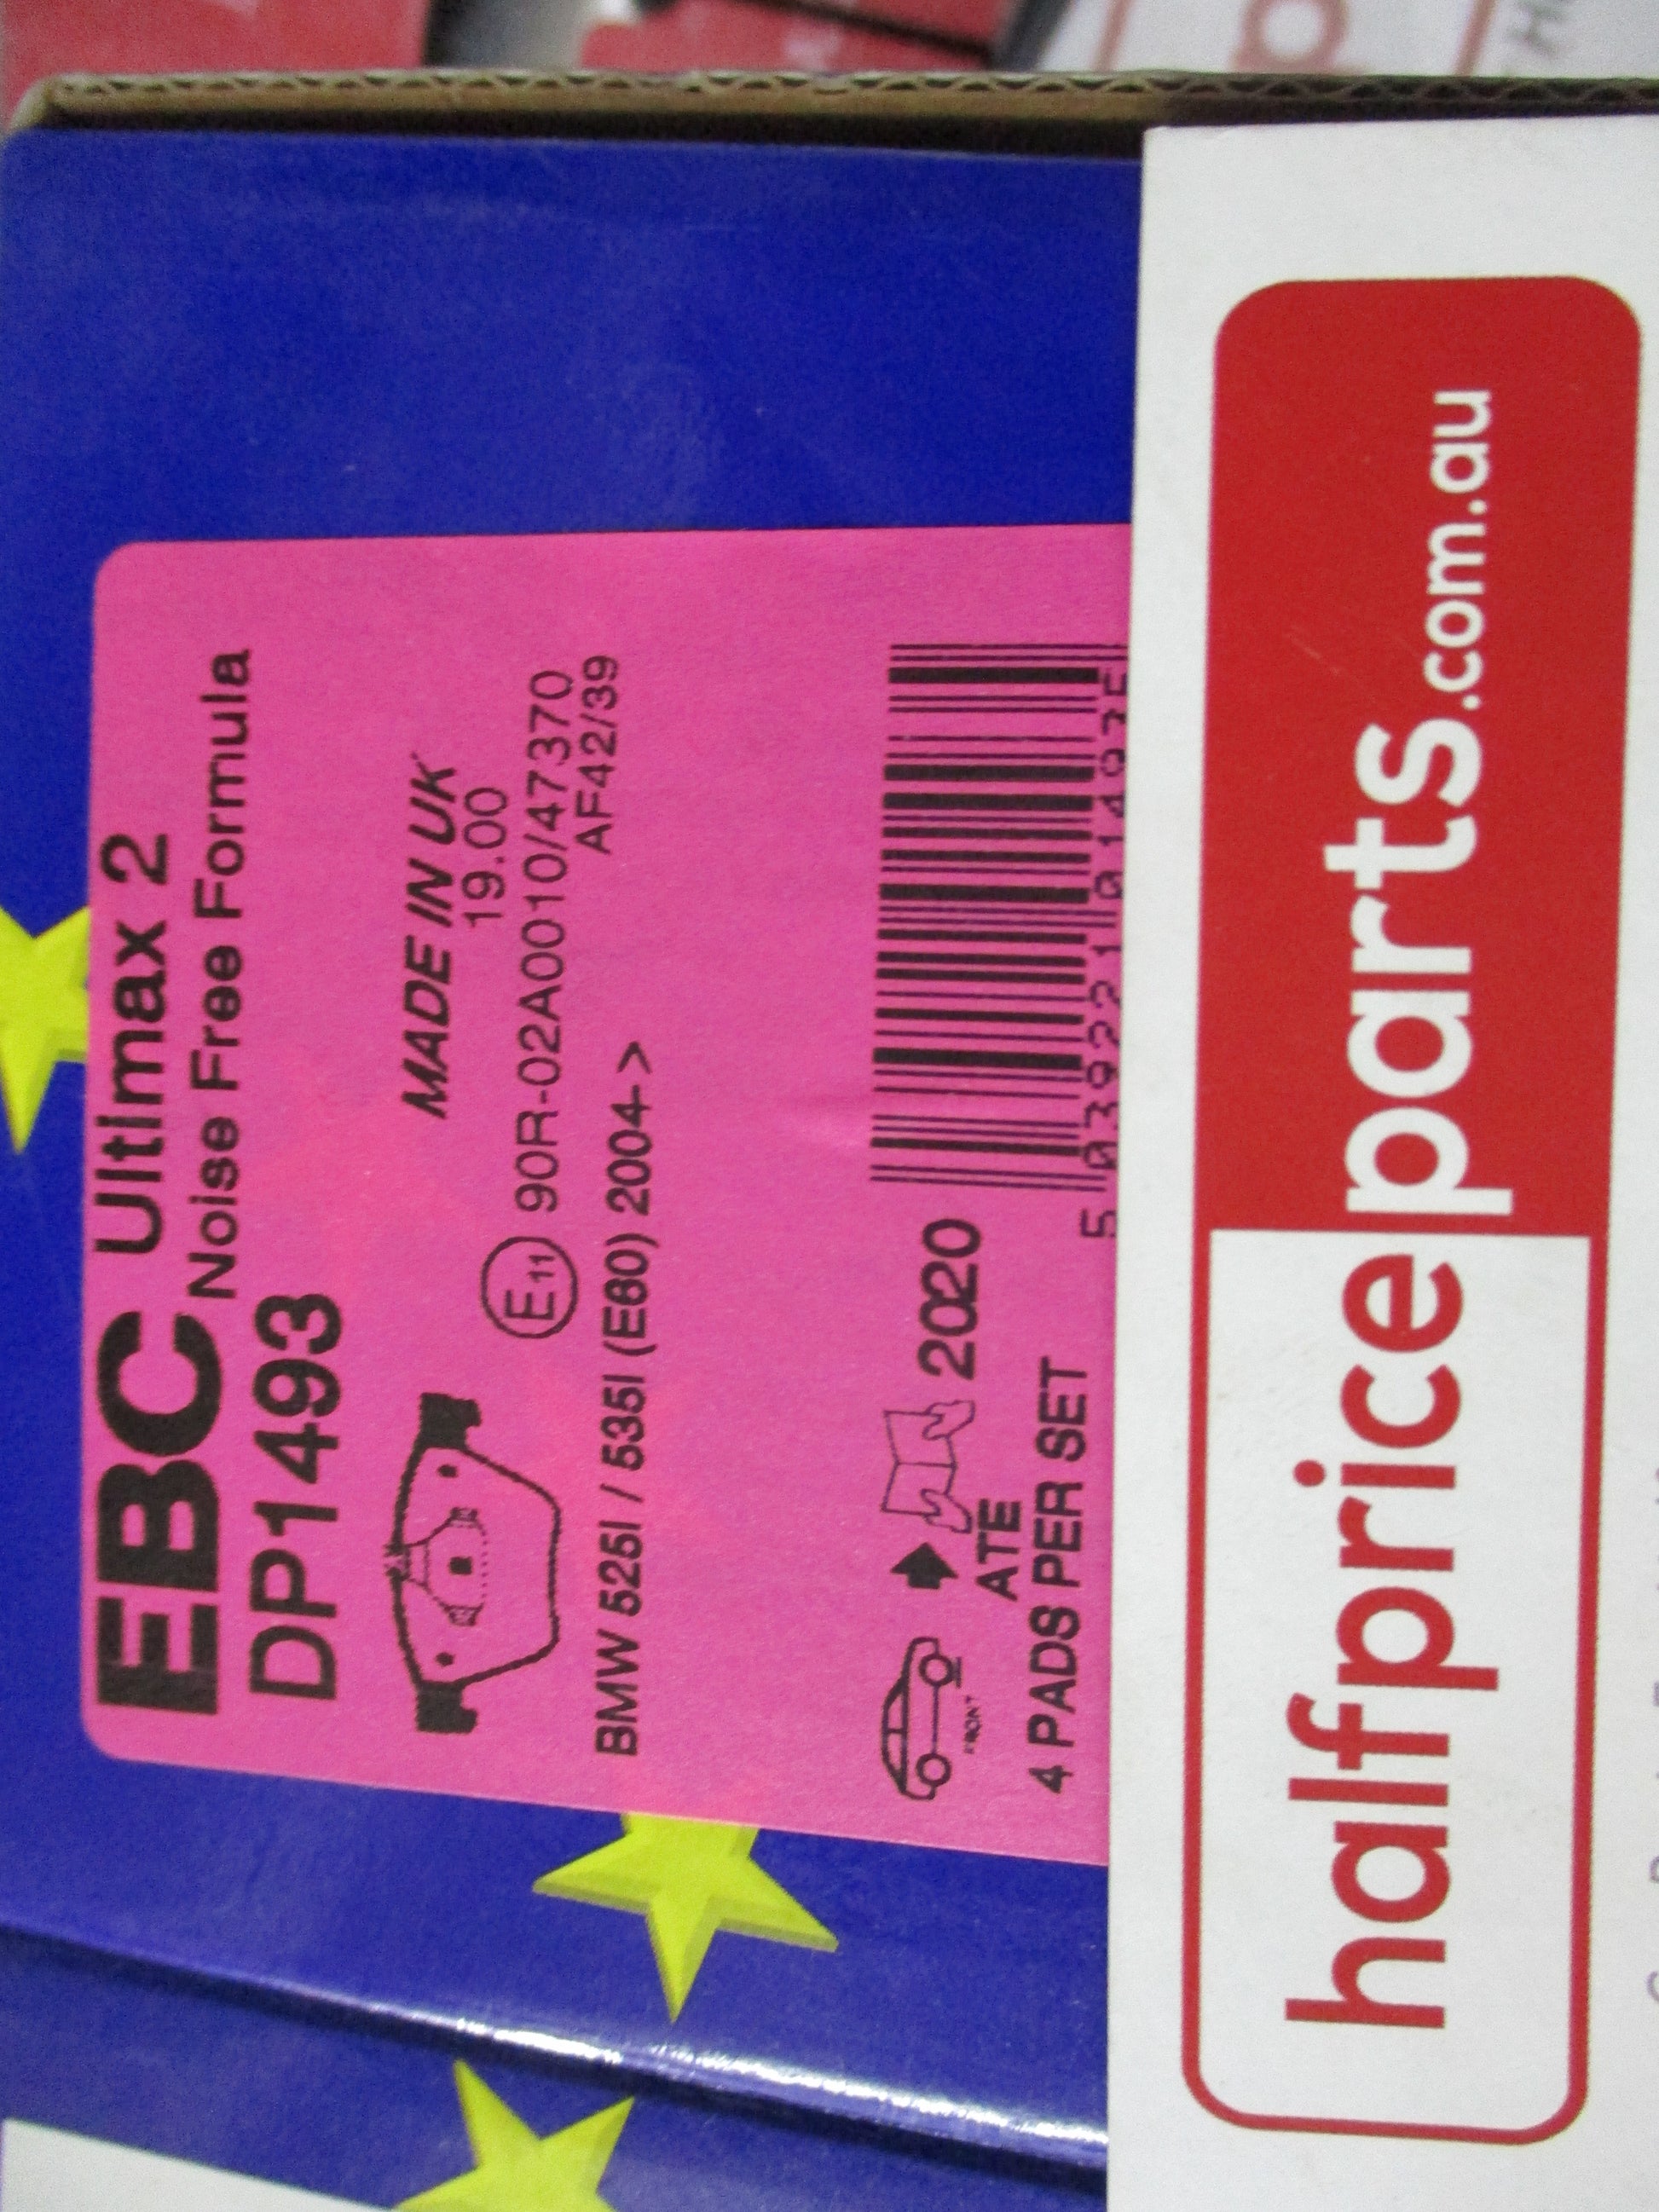 EBC Ultimax 2
Noise Free Formula
DP1493
MADE IN UK
19.00
E11 90R-02A0010/47370
AF42/39
BMW 525I / 535I (E60) 2004->
FRONT
2020
ATE
4 PADS PER SET
halfpriceparts.com.au